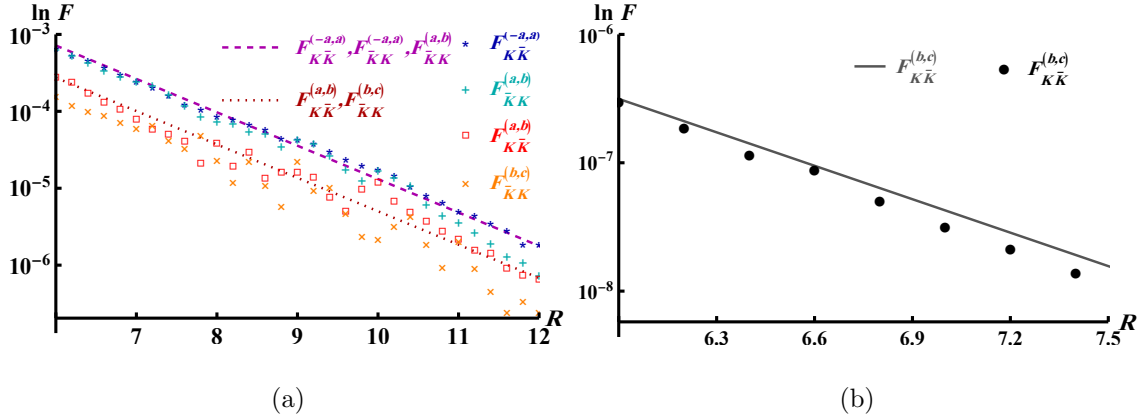 ln F
10^{-3}
10^{-4}
10^{-5}
10^{-6}
7 8 9 10 11 12
R
F_{K\bar{K}}^{(-a,a)}, F_{\bar{K}K}^{(-a,a)}, F_{\bar{K}K}^{(a,b)}
F_{K\bar{K}}^{(a,b)}, F_{\bar{K}K}^{(b,c)}
F_{K\bar{K}}^{(-a,a)}
F_{\bar{K}K}^{(a,b)}
F_{K\bar{K}}^{(a,b)}
F_{\bar{K}K}^{(b,c)}
(a)
ln F
10^{-6}
10^{-7}
10^{-8}
6.3 6.6 6.9 7.2 7.5
R
F_{K\bar{K}}^{(b,c)}
F_{K\bar{K}}^{(b,c)}
(b)